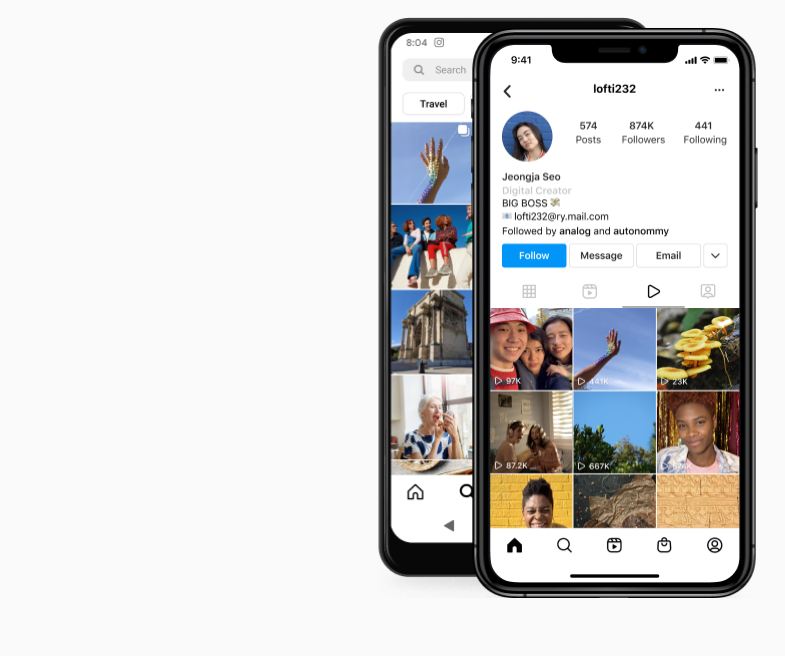 8:04
Search
Travel
9:41
lofti232
574
874K
441
Posts
Followers
Following
Jeongja Seo
Digital Creator
BIG BOSS 💸
📧 lofti232@ry.mail.com
Followed by analog and autonommy
Follow
Message
Email
97K
441K
23K
87.2K
667K